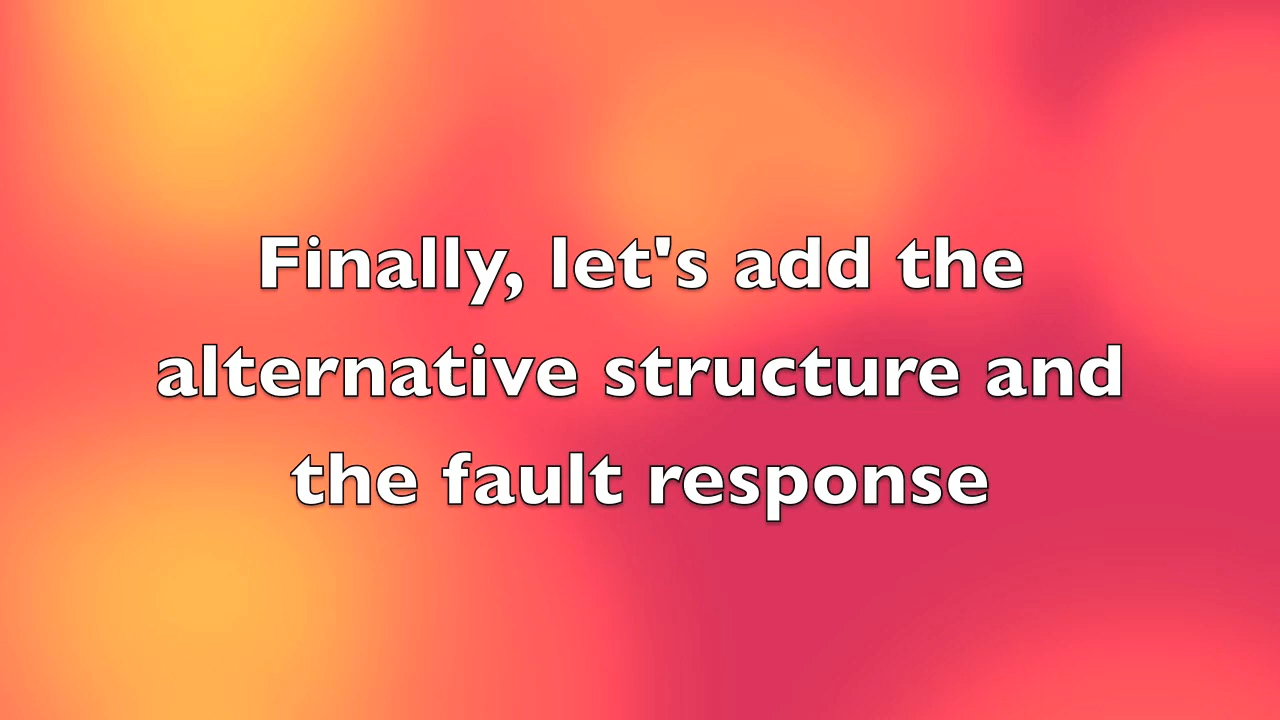 Finally, let's add the
alternative structure and
the fault response